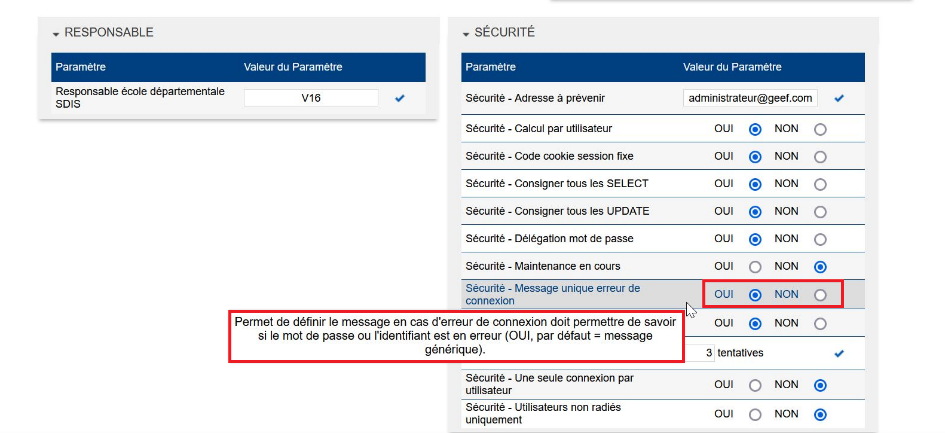 RESPONSABLE
Paramètre Valeur du Paramètre
Responsable école départementale
SDIS
V16
SÉCURITÉ
Paramètre Valeur du Paramètre
Sécurité - Adresse à prévenir administrateur@geef.com
Sécurité - Calcul par utilisateur OUI NON
Sécurité - Code cookie session fixe OUI NON
Sécurité - Consigner tous les SELECT OUI NON
Sécurité - Consigner tous les UPDATE OUI NON
Sécurité - Délégation mot de passe OUI NON
Sécurité - Maintenance en cours OUI NON
Sécurité - Message unique erreur de
connexion
OUI NON
OUI NON
Permet de définir le message en cas d'erreur de connexion doit permettre de savoir
si le mot de passe ou l'identifiant est en erreur (OUI, par défaut = message
générique).
3 tentatives
Sécurité - Une seule connexion par
utilisateur
OUI NON
Sécurité - Utilisateurs non radiés
uniquement
OUI NON